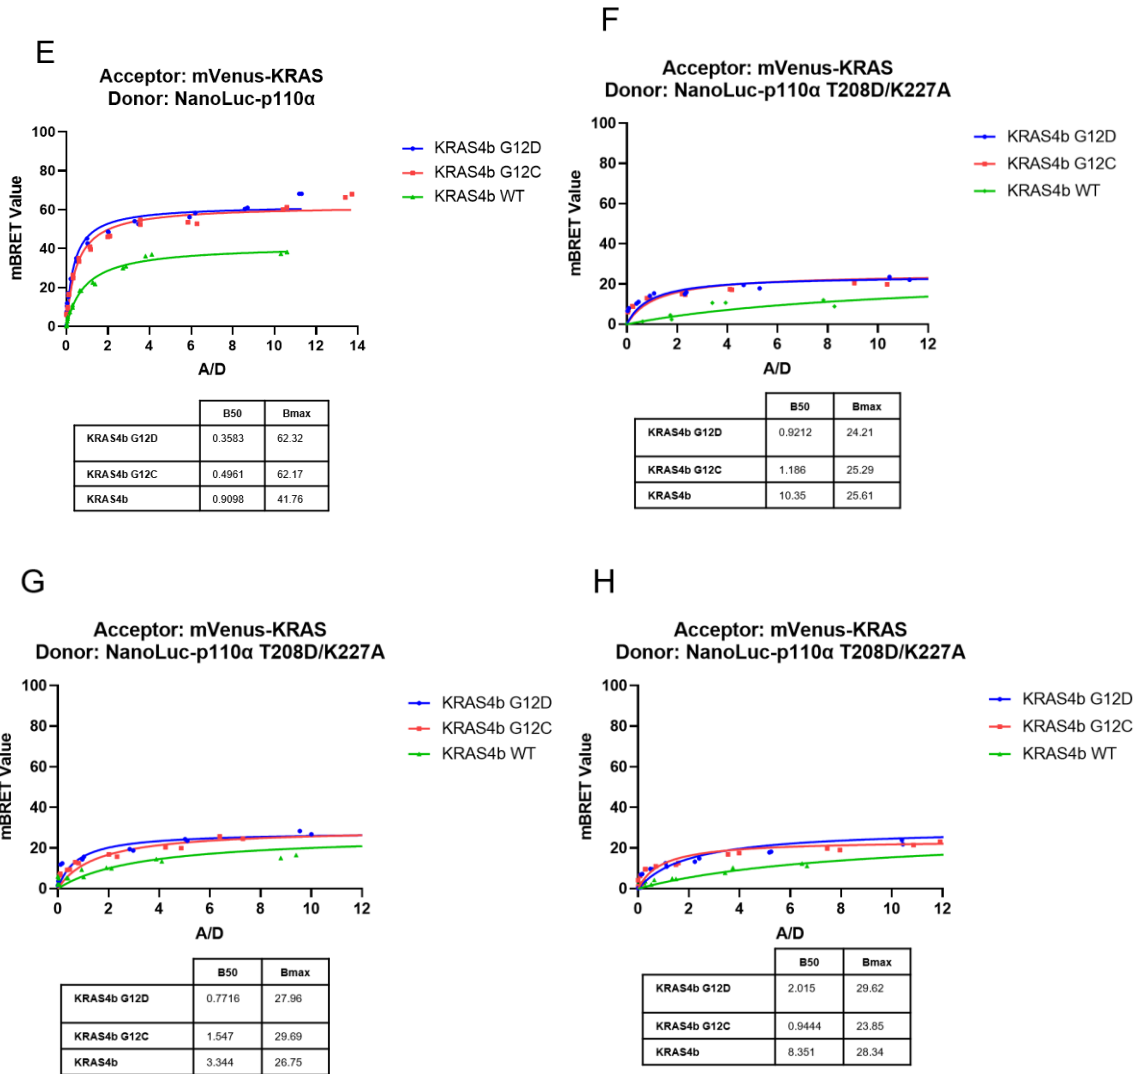 E
Acceptor: mVenus-KRAS
Donor: NanoLuc-p110α
100
80
60
40
20
0
mBRET Value
0 2 4 6 8 10 12 14
A/D
KRAS4b G12D
KRAS4b G12C
KRAS4b WT
B50 Bmax
KRAS4b G12D 0.3583 62.32
KRAS4b G12C 0.4961 62.17
KRAS4b 0.9098 41.76
F
Acceptor: mVenus-KRAS
Donor: NanoLuc-p110α T208D/K227A
100
80
60
40
20
0
mBRET Value
0 2 4 6 8 10 12
A/D
KRAS4b G12D
KRAS4b G12C
KRAS4b WT
B50 Bmax
KRAS4b G12D 0.9212 24.21
KRAS4b G12C 1.186 25.29
KRAS4b 10.35 25.61
G
Acceptor: mVenus-KRAS
Donor: NanoLuc-p110α T208D/K227A
100
80
60
40
20
0
mBRET Value
0 2 4 6 8 10 12
A/D
KRAS4b G12D
KRAS4b G12C
KRAS4b WT
B50 Bmax
KRAS4b G12D 0.7716 27.96
KRAS4b G12C 1.547 29.69
KRAS4b 3.344 26.75
H
Acceptor: mVenus-KRAS
Donor: NanoLuc-p110α T208D/K227A
100
80
60
40
20
0
mBRET Value
0 2 4 6 8 10 12
A/D
KRAS4b G12D
KRAS4b G12C
KRAS4b WT
B50 Bmax
KRAS4b G12D 2.015 29.62
KRAS4b G12C 0.9444 23.85
KRAS4b 8.351 28.34